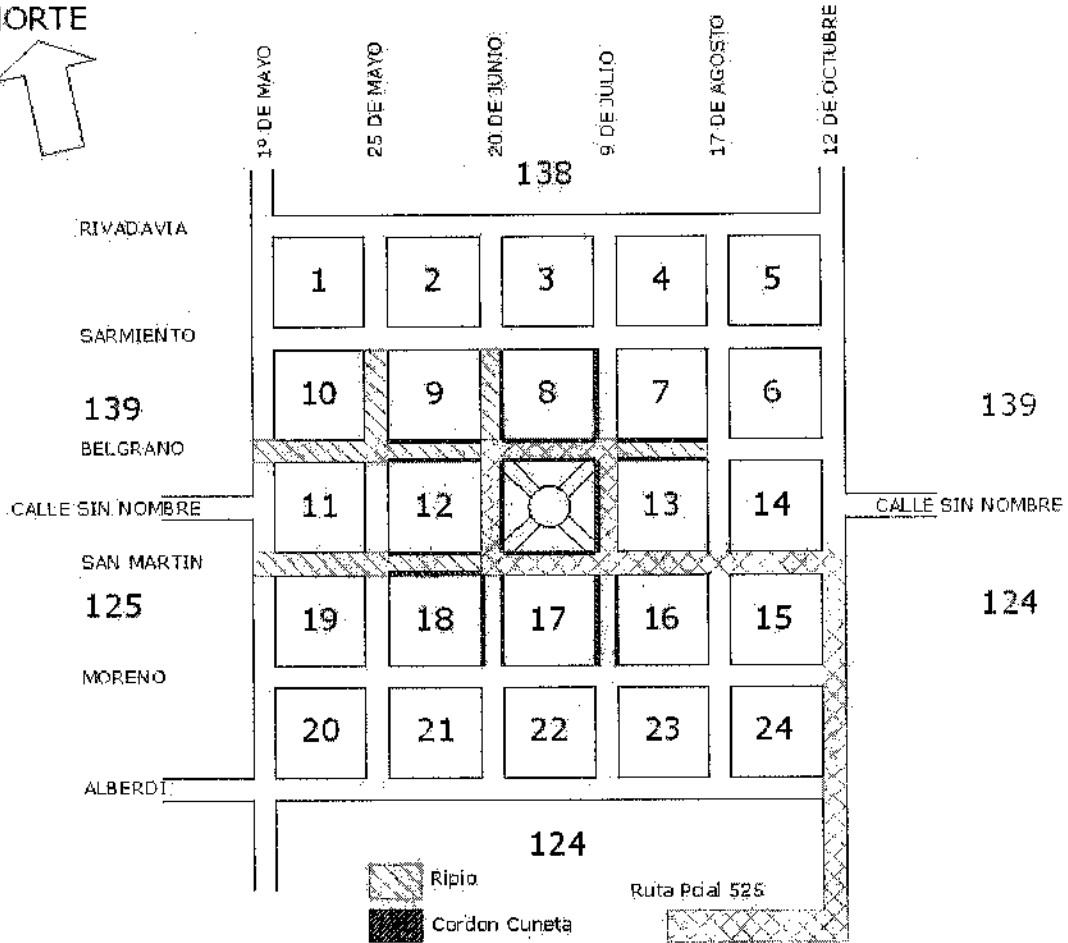 NORTE
1º DE MAYO
25 DE MAYO
20 DE JUNIO
9 DE JULIO
17 DE AGOSTO
12 DE OCTUBRE
138
RIVADAVIA
1 2 3 4 5
SARMIENTO
10 9 8 7 6
139 139
BELGRANO
11 12 13 14
CALLE SIN NOMBRE CALLE SIN NOMBRE
SAN MARTIN
125 124
19 18 17 16 15
MORENO
20 21 22 23 24
ALBERDI
124
Ripio
Ruta Pcial 526
Cordon Cuneta